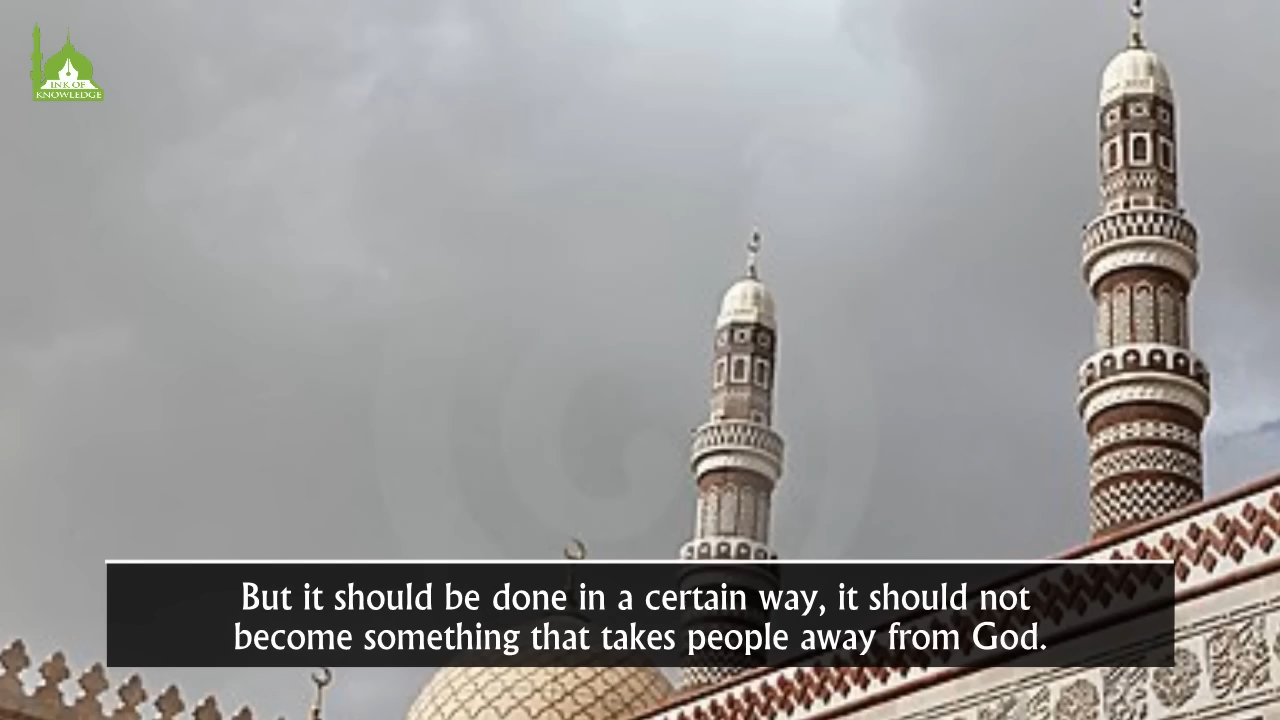 INK OF
KNOWLEDGE
But it should be done in a certain way, it should not
become something that takes people away from God.